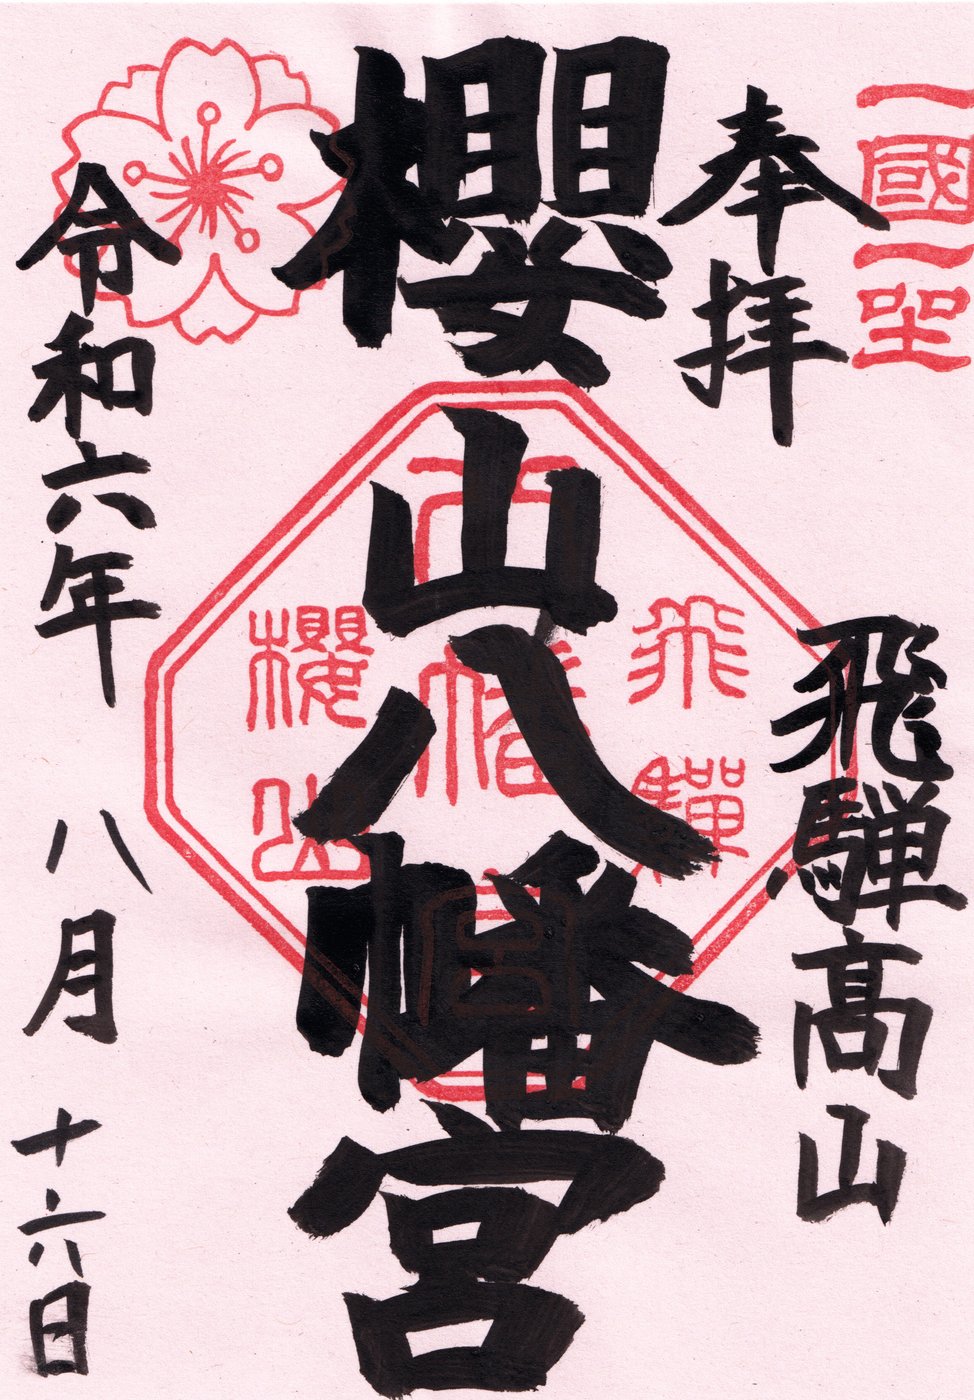 一國一宮
奉拝
飛騨高山
櫻山八幡宮
飛騨
八幡宮
櫻山
令和六年 八月 十六日